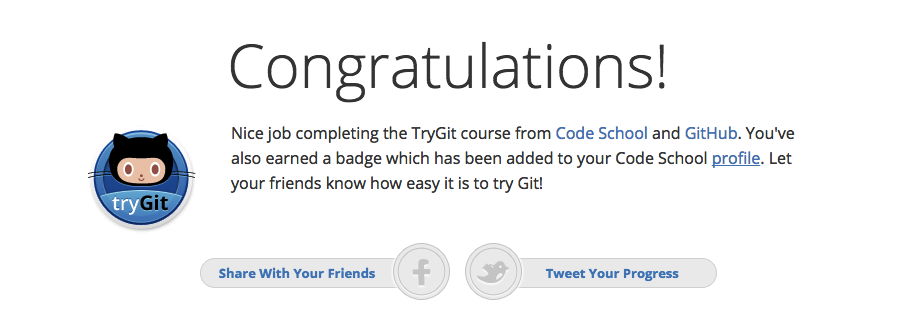 Congratulations!
Nice job completing the TryGit course from Code School and GitHub. You've
also earned a badge which has been added to your Code School profile. Let
your friends know how easy it is to try Git!
tryGit
Share With Your Friends
Tweet Your Progress